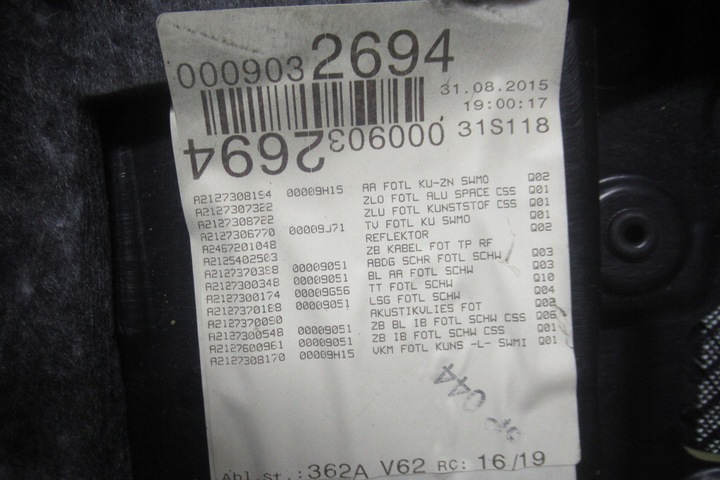 0009032694
31.08.2015
19:00:17
31S118
0009032694
A2127308194 00009H15 AA FOTL KU-ZN SWMO Q02
A2127307322 ZLO FOTL ALU SPACE CSS Q01
A2127308722 ZLU FOTL KUNSTSTOF CSS Q01
A2127306770 00009J71 TV FOTL KU SWMO Q01
A2467201048 REFLEKTOR Q02
A2125402503 ZB KABEL FOT TP RF
A2127370398 00009051 ABDG SCHR FOTL SCHW Q03
A2127300348 00009051 BL AA FOTL SCHW Q03
A2127300174 00009G56 TT FOTL SCHW Q10
A2127370188 00009051 LSG FOTL SCHW Q04
A2127370090 AKUSTIKVLIES FOT Q02
A2127300548 00009051 ZB BL IB FOTL SCHW CSS Q06
A2127600961 00009051 ZB IB FOTL SCHW CSS Q01
A2127308170 00009H15 VKM FOTL KUNS -L- SWMI Q01
044
Abl.st.: 362A V62 RC: 16/19